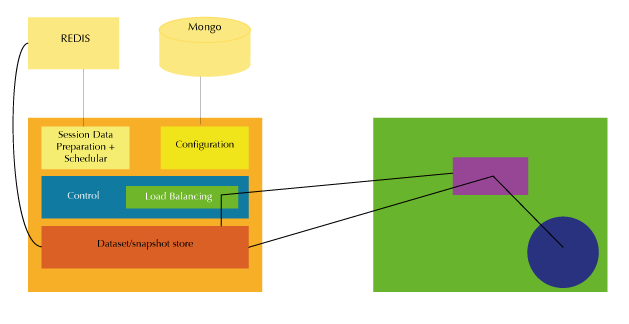 REDIS
Mongo
Session Data
Preparation +
Schedular
Configuration
Control
Load Balancing
Dataset/snapshot store